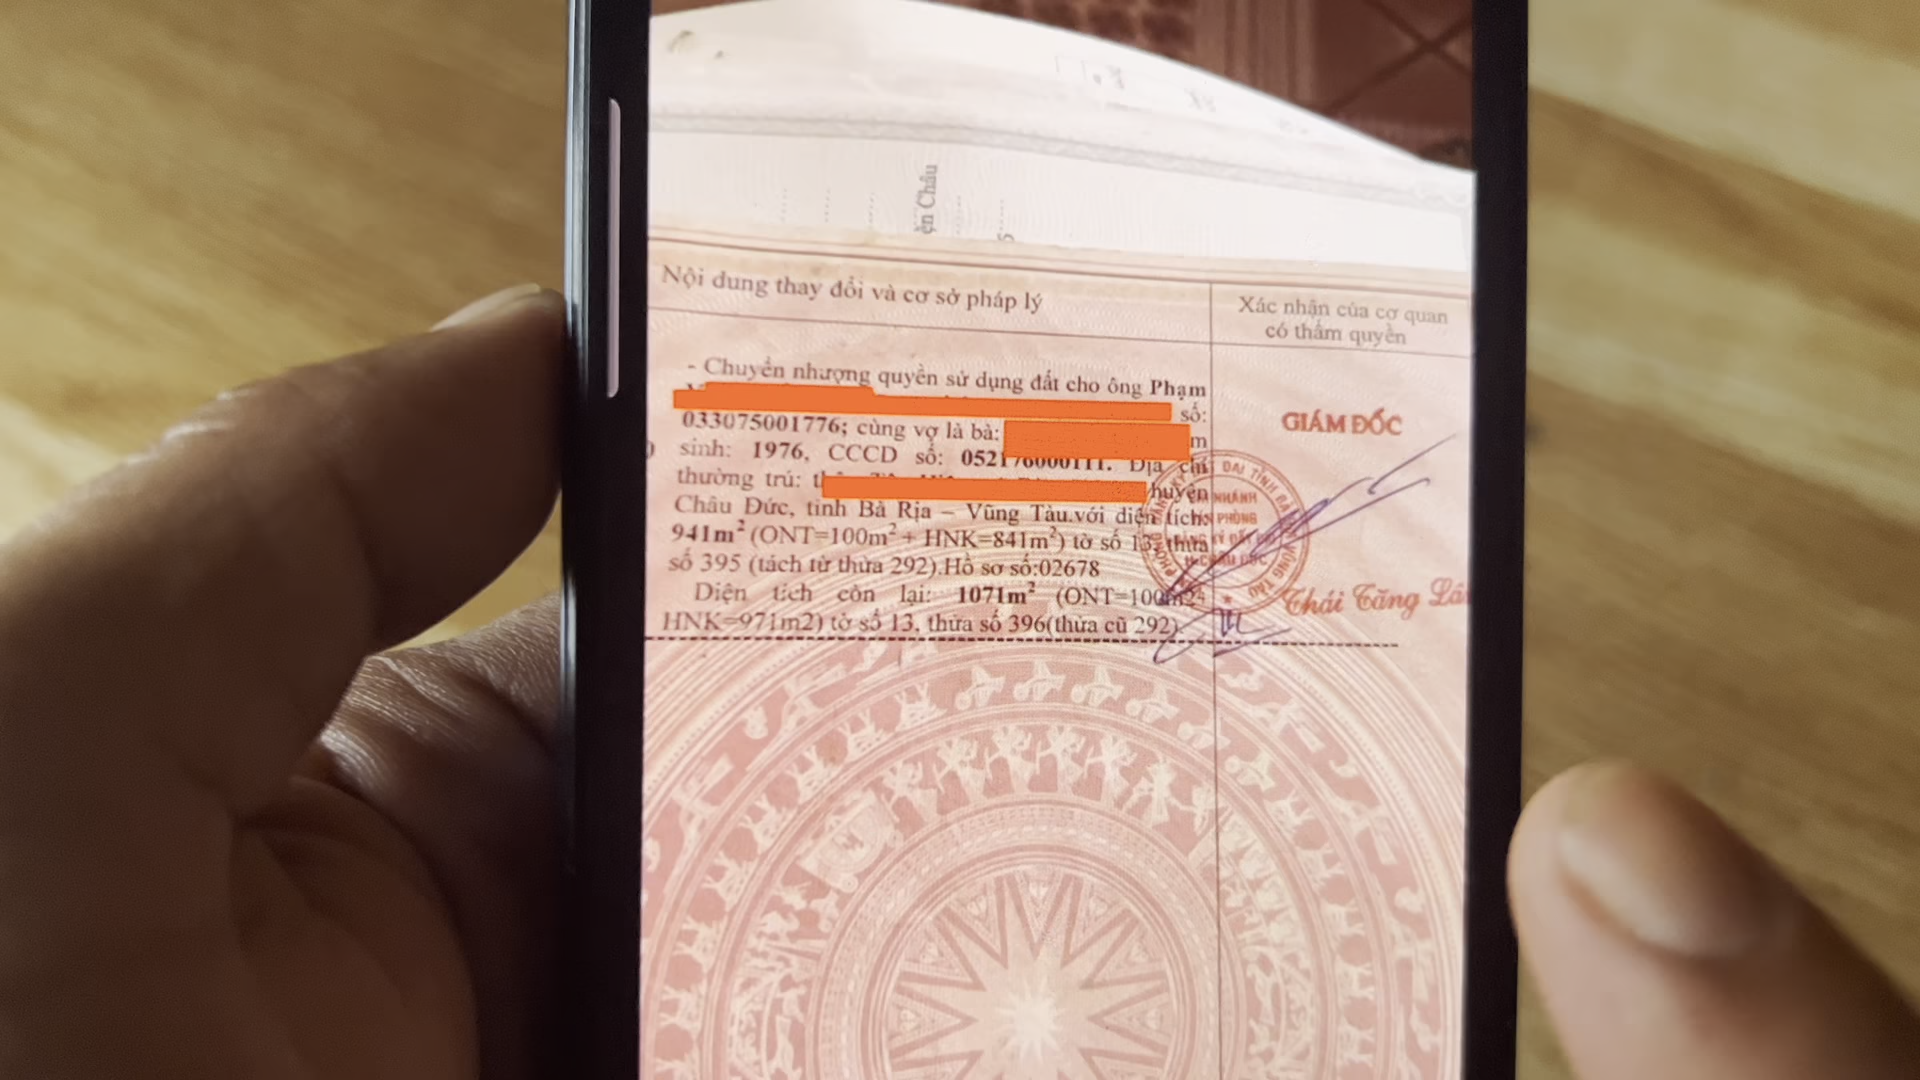 ện Châu
Nội dung thay đổi và cơ sở pháp lý
Xác nhận của cơ quan
có thẩm quyền
- Chuyển nhượng quyền sử dụng đất cho ông Phạm
số:
033075001776; cùng vợ là bà:
m
sinh: 1976, CCCD số: 052176000111. Địa chỉ
thường trú: huyện
Châu Đức, tỉnh Bà Rịa – Vũng Tàu.với diện tích:
941m² (ONT=100m² + HNK=841m²) tờ số 13, thửa
số 395 (tách từ thửa 292).Hồ sơ số:02678
Diện tích còn lại: 1071m² (ONT=100m2+
HNK=971m2) tờ số 13, thửa số 396(thửa cũ 292).
GIÁM ĐỐC
Thái Tăng